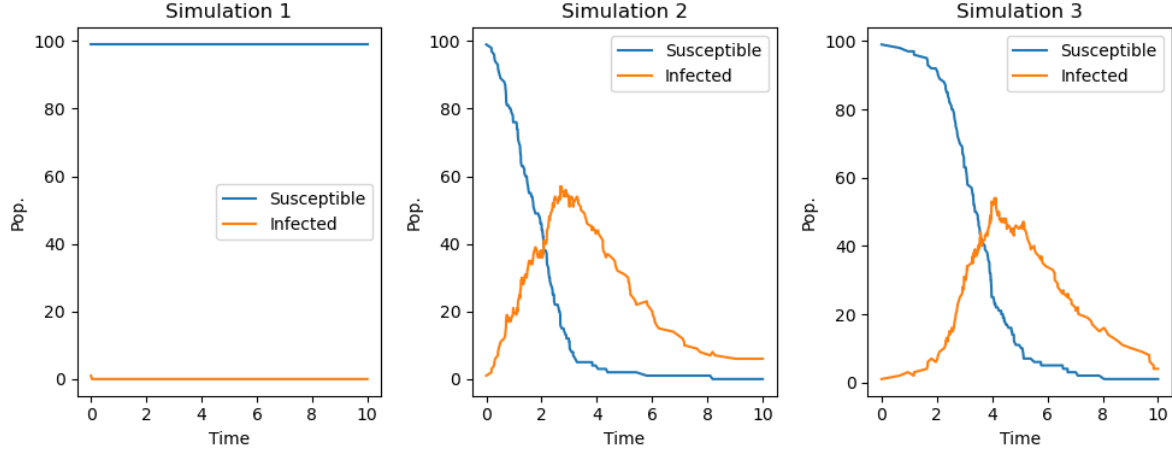 Simulation 1
100
80
60
40
20
0
Pop.
Susceptible
Infected
0 2 4 6 8 10
Time
Simulation 2
100
80
60
40
20
0
Pop.
Susceptible
Infected
0 2 4 6 8 10
Time
Simulation 3
100
80
60
40
20
0
Pop.
Susceptible
Infected
0 2 4 6 8 10
Time